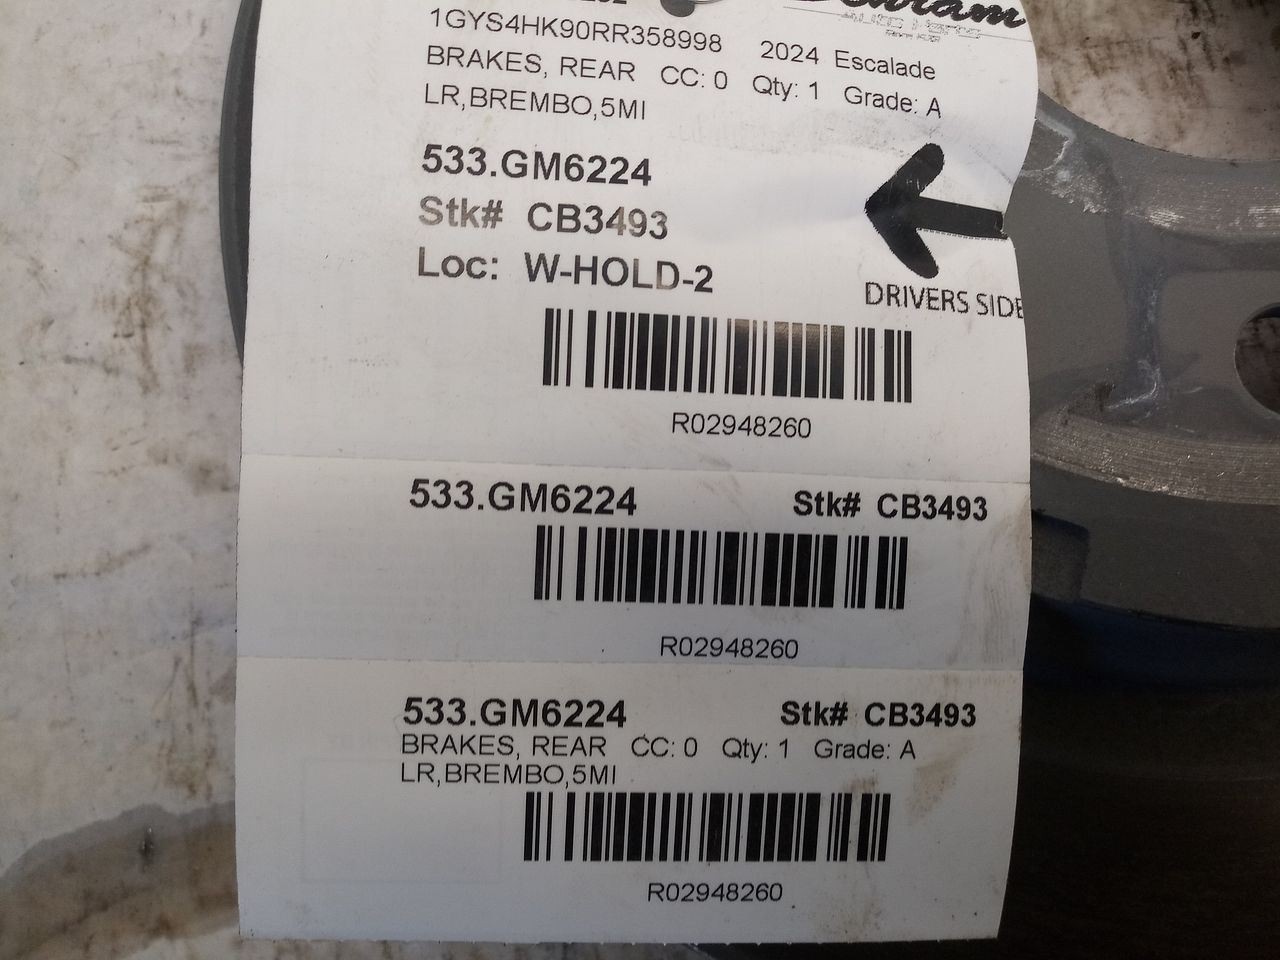 1GYS4HK90RR358998 2024 Escalade
BRAKES, REAR CC: 0 Qty: 1 Grade: A
LR,BREMBO,5MI
533.GM6224
Stk# CB3493
Loc: W-HOLD-2
DRIVERS SIDE
R02948260
533.GM6224 Stk# CB3493
R02948260
533.GM6224 Stk# CB3493
BRAKES, REAR CC: 0 Qty: 1 Grade: A
LR,BREMBO,5MI
R02948260